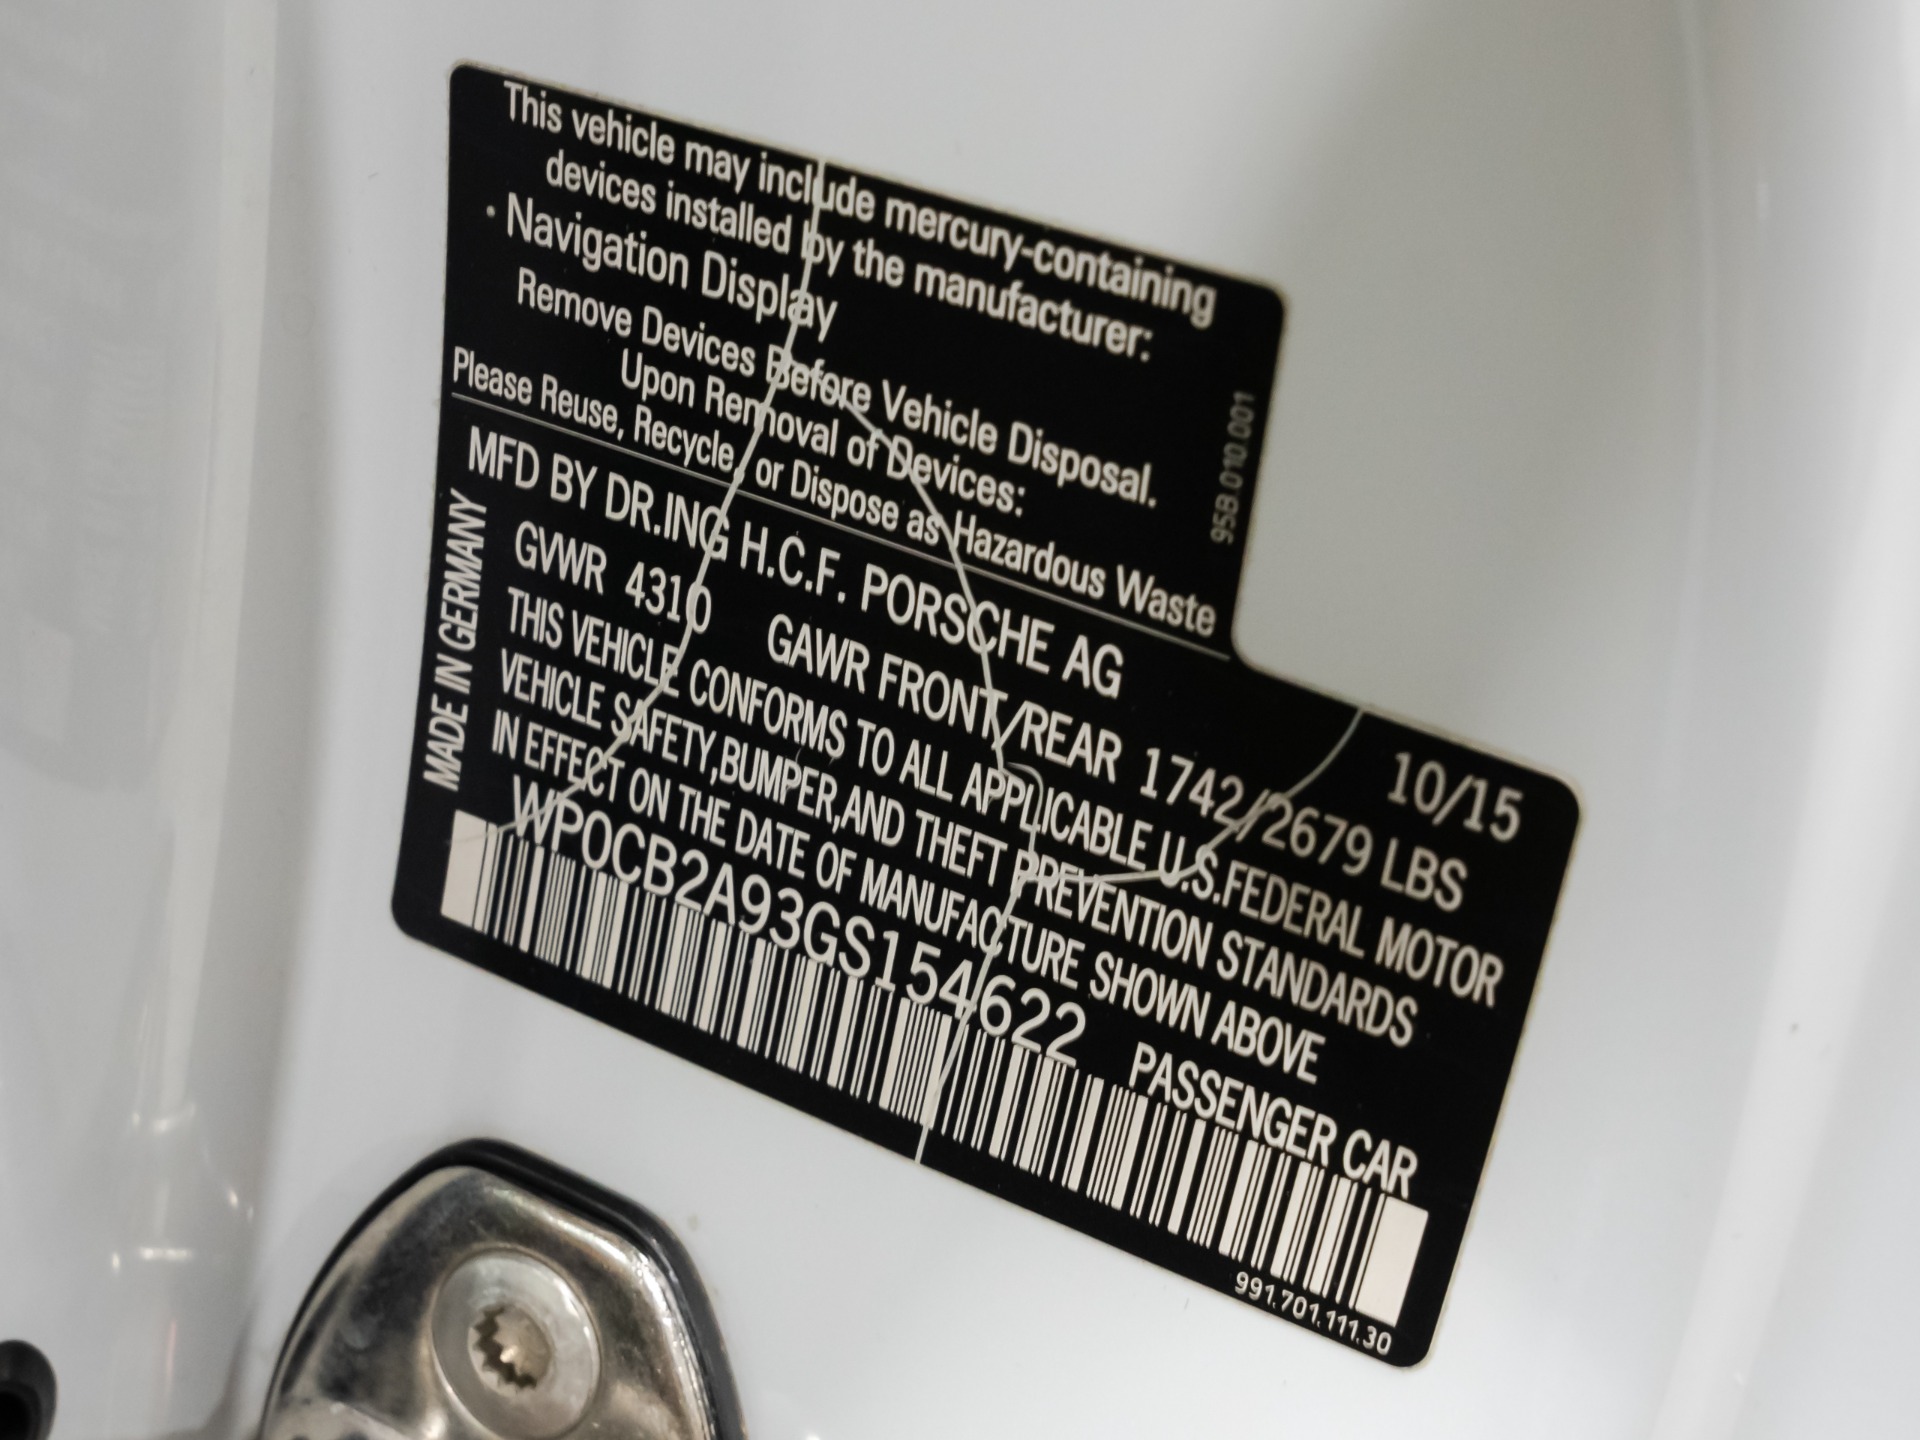 This vehicle may include mercury-containing
devices installed by the manufacturer:
· Navigation Display
Remove Devices Before Vehicle Disposal.
Upon Removal of Devices:
Please Reuse, Recycle, or Dispose as Hazardous Waste
95B.010.001
MFD BY DR.ING H.C.F. PORSCHE AG 10/15
GVWR 4310 GAWR FRONT/REAR 1742/2679 LBS
THIS VEHICLE CONFORMS TO ALL APPLICABLE U.S.FEDERAL MOTOR
VEHICLE SAFETY,BUMPER,AND THEFT PREVENTION STANDARDS
IN EFFECT ON THE DATE OF MANUFACTURE SHOWN ABOVE
WP0CB2A93GS154622 PASSENGER CAR
MADE IN GERMANY
991.701.111.30